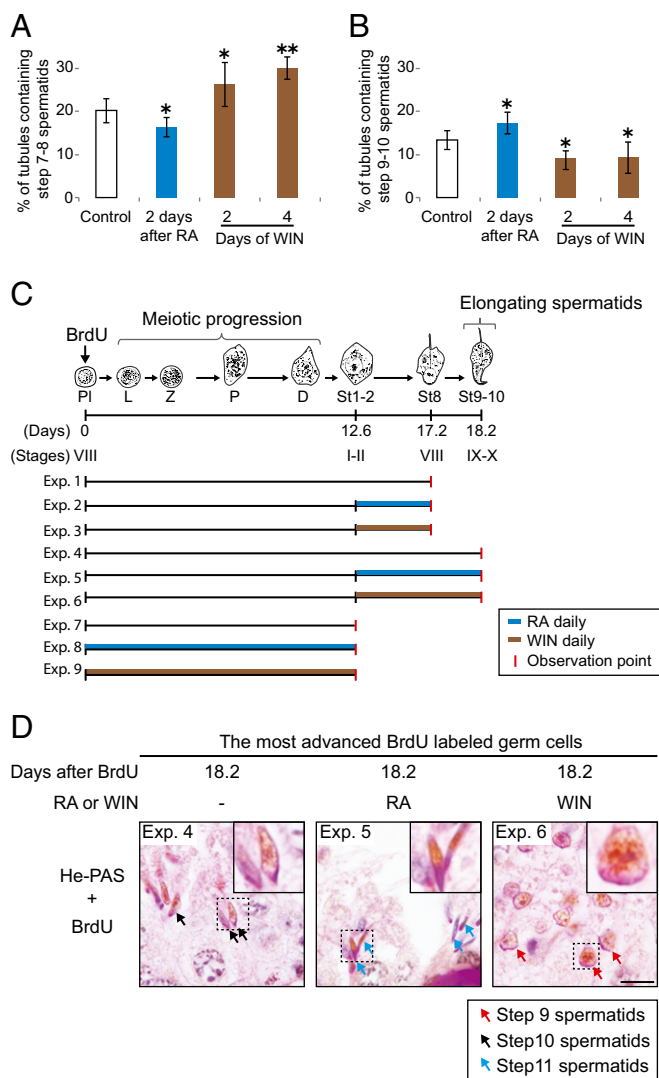 A
% of tubules containing
step 7-8 spermatids
30
20
10
0
*
*
**
Control
2 days
after RA
2 4
Days of WIN
B
% of tubules containing
step 9-10 spermatids
30
20
10
0
*
*
*
Control
2 days
after RA
2 4
Days of WIN
C
Elongating spermatids
Meiotic progression
BrdU
Pl L Z P D St1-2 St8 St9-10
(Days) 0 12.6 17.2 18.2
(Stages) VIII I-II VIII IX-X
Exp. 1
Exp. 2
Exp. 3
Exp. 4
Exp. 5
Exp. 6
Exp. 7
Exp. 8
Exp. 9
RA daily
WIN daily
Observation point
D
The most advanced BrdU labeled germ cells
Days after BrdU 18.2 18.2 18.2
RA or WIN - RA WIN
Exp. 4 Exp. 5 Exp. 6
He-PAS
+
BrdU
Step 9 spermatids
Step10 spermatids
Step11 spermatids